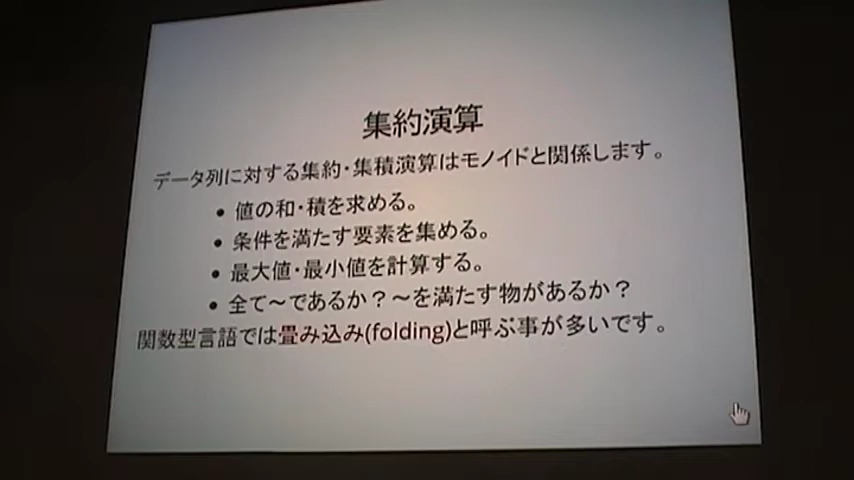 集約演算
データ列に対する集約・集積演算はモノイドと関係します。
• 値の和・積を求める。
• 条件を満たす要素を集める。
• 最大値・最小値を計算する。
• 全て〜であるか？〜を満たす物があるか？
関数型言語では畳み込み(folding)と呼ぶ事が多いです。